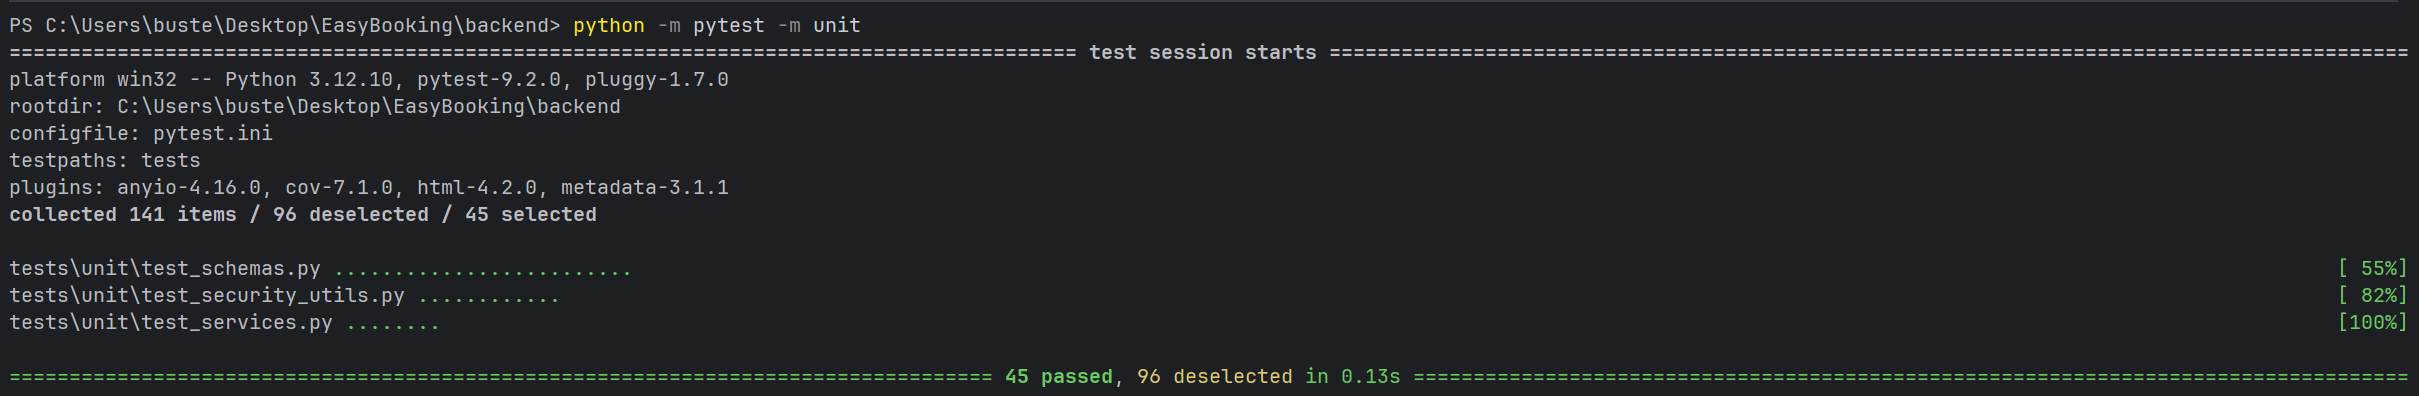 PS C:\Users\buste\Desktop\EasyBooking\backend> python -m pytest -m unit
========================================================================================= test session starts ==========================================================================================
platform win32 -- Python 3.12.10, pytest-9.2.0, pluggy-1.7.0
rootdir: C:\Users\buste\Desktop\EasyBooking\backend
configfile: pytest.ini
testpaths: tests
plugins: anyio-4.16.0, cov-7.1.0, html-4.2.0, metadata-3.1.1
collected 141 items / 96 deselected / 45 selected
tests\unit\test_schemas.py ......................... [ 55%]
tests\unit\test_security_utils.py ............ [ 82%]
tests\unit\test_services.py ........ [100%]
================================================================================== 45 passed, 96 deselected in 0.13s ===================================================================================